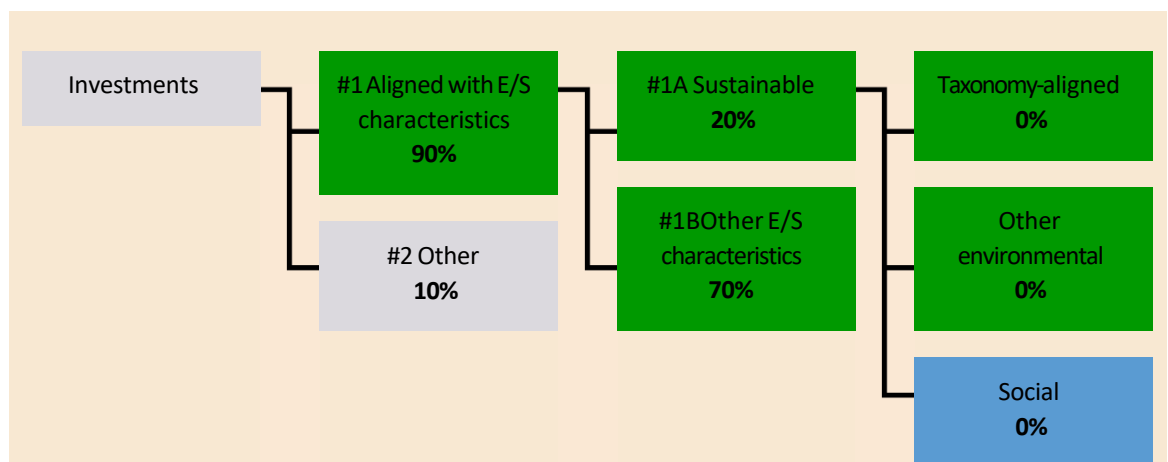 Investments
#1 Aligned with E/S
characteristics
90%
#2 Other
10%
#1A Sustainable
20%
#1BOther E/S
characteristics
70%
Taxonomy-aligned
0%
Other
environmental
0%
Social
0%